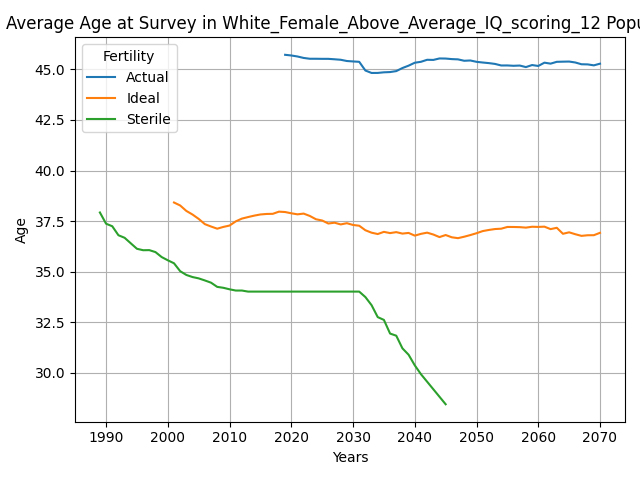 Average Age at Survey in White_Female_Above_Average_IQ_scoring_12 Popu
Fertility
Actual
Ideal
Sterile
45.0
42.5
40.0
37.5
35.0
32.5
30.0
Age
1990 2000 2010 2020 2030 2040 2050 2060 2070
Years